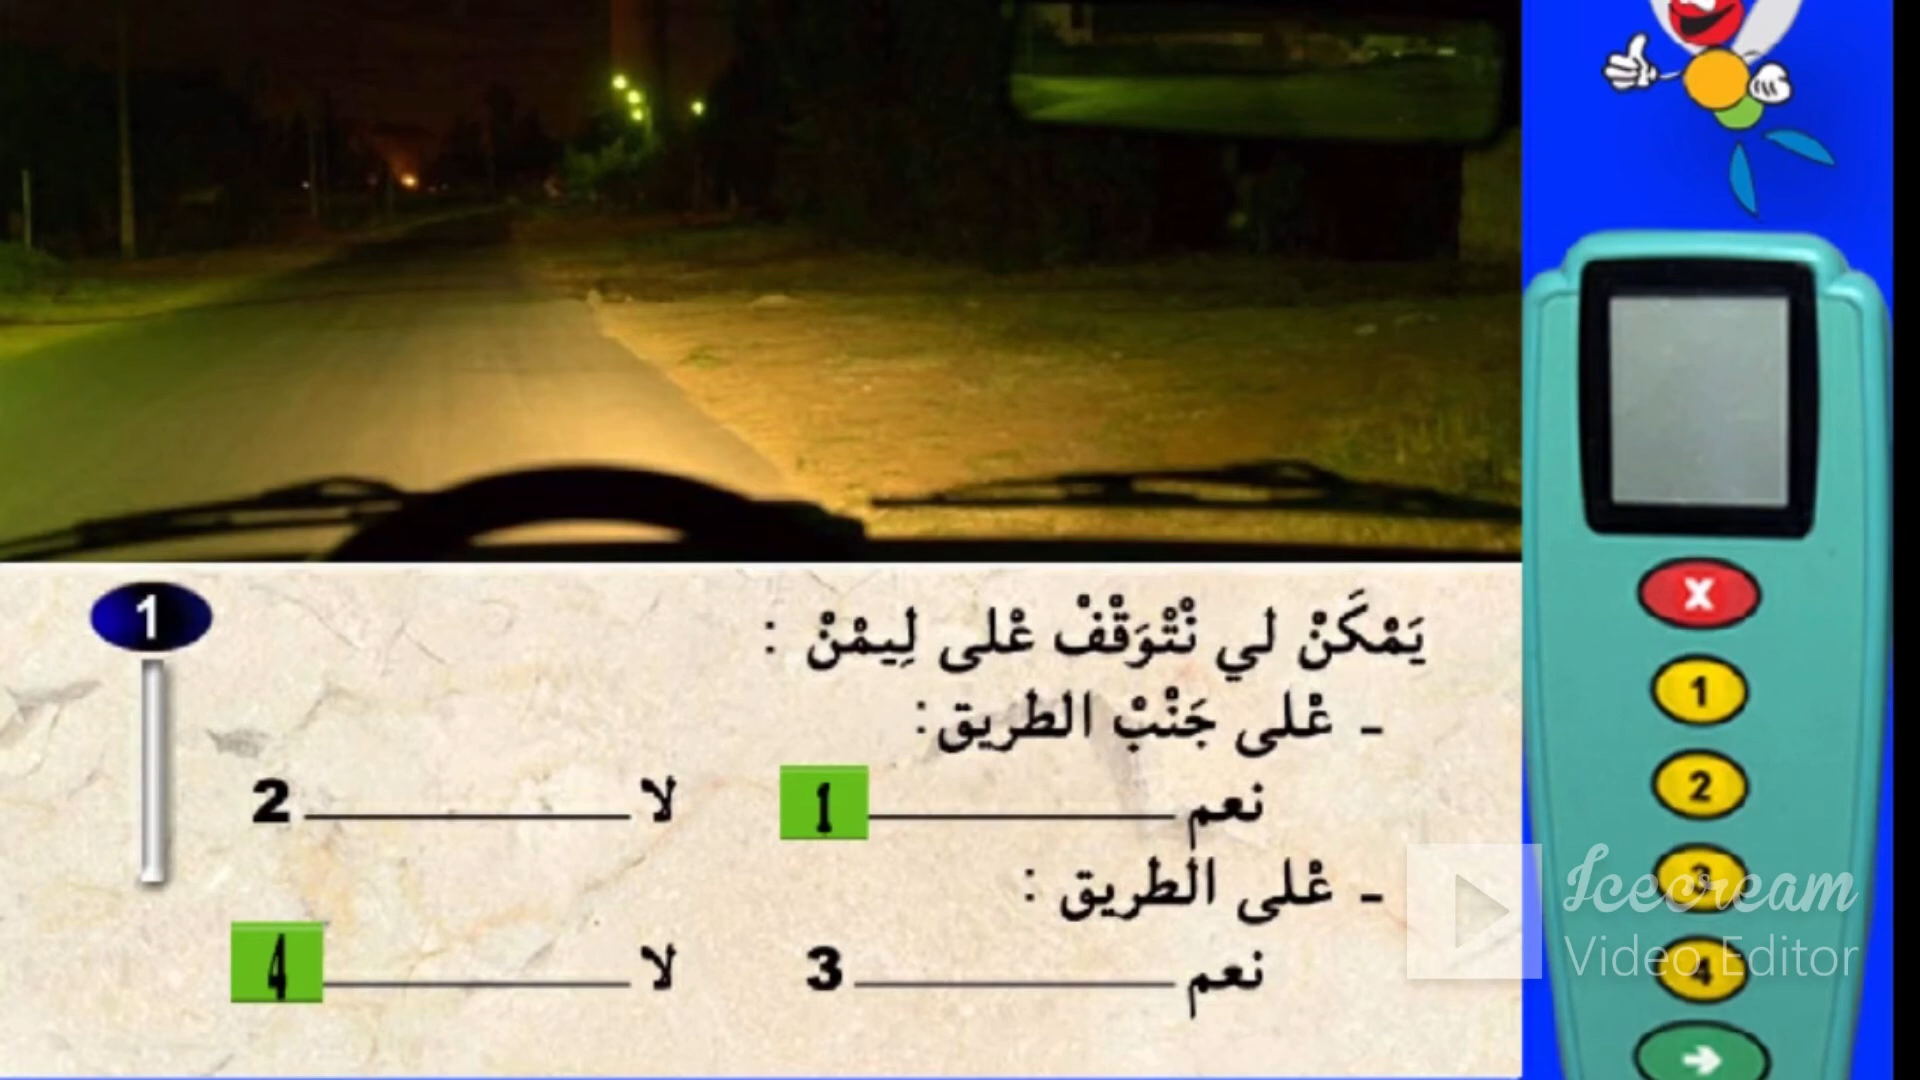 يَمْكَنْ لي نْتْوَقْفْ عْلى لِيمْنْ :
- عْلى جَنْبْ الطريق:
نعم 1 لا 2
- عْلى الطريق :
نعم 3 لا 4
1
X
1
2
3
4
Icecream
Video Editor